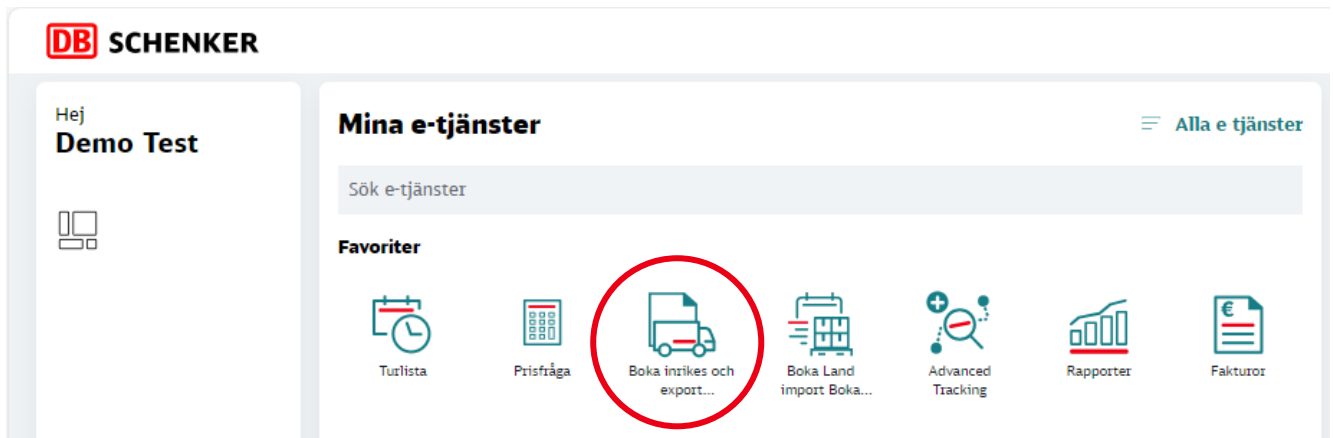 DB SCHENKER
Hej
Demo Test
Mina e-tjänster
Alla e tjänster
Sök e-tjänster
Favoriter
Turlista
Prisfråga
Boka inrikes och
export...
Boka Land
import Boka...
Advanced
Tracking
Rapporter
Fakturor